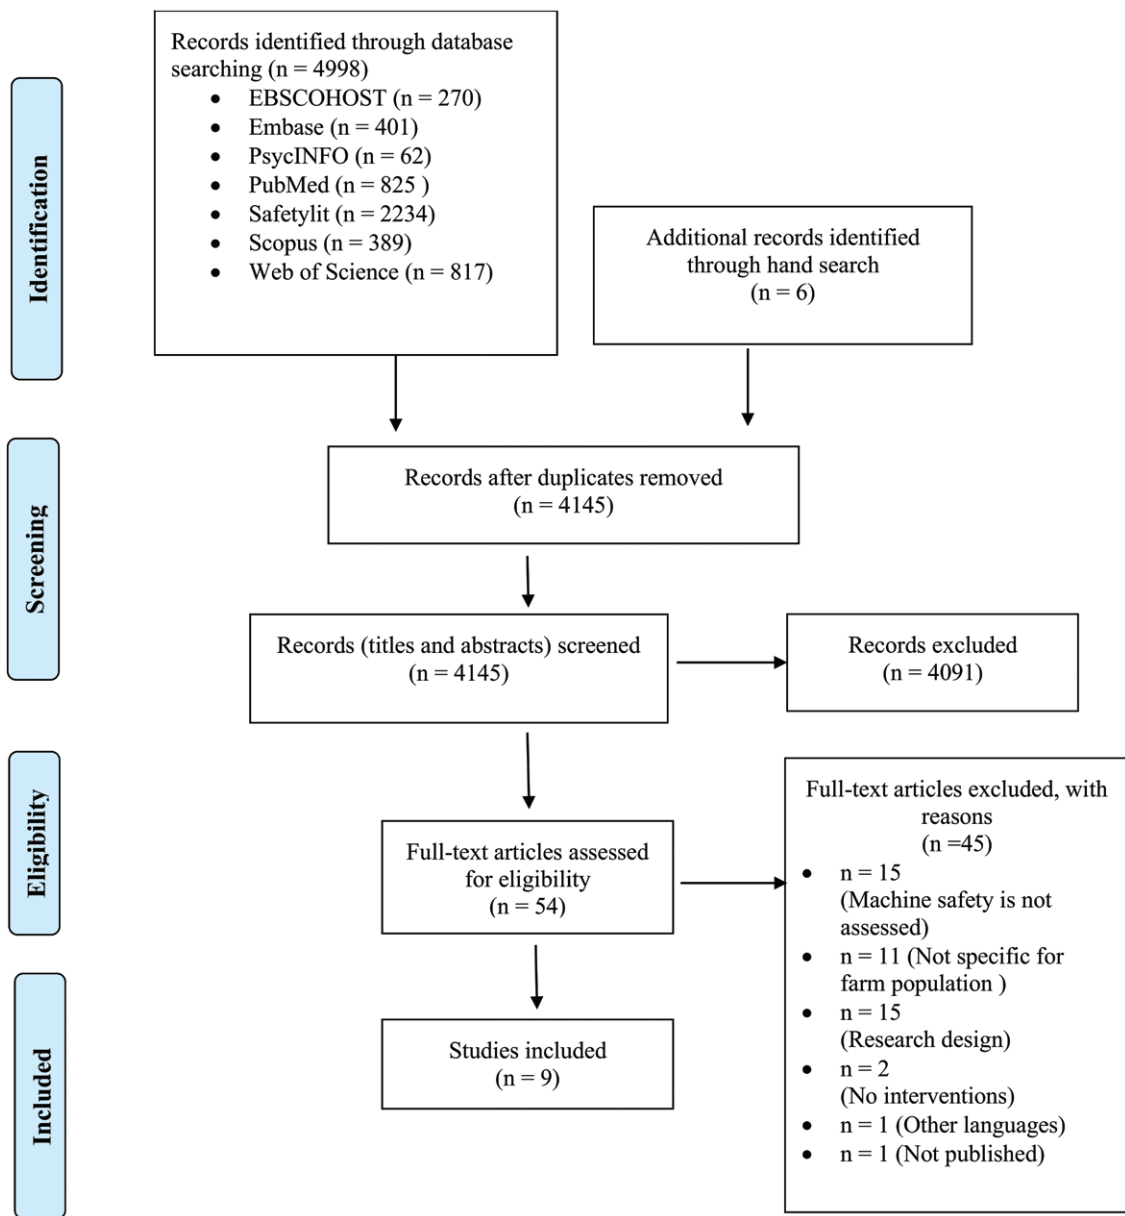 Identification
Records identified through database
searching (n = 4998)
• EBSCOHOST (n = 270)
• Embase (n = 401)
• PsycINFO (n = 62)
• PubMed (n = 825 )
• Safetylit (n = 2234)
• Scopus (n = 389)
• Web of Science (n = 817)
Additional records identified
through hand search
(n = 6)
Screening
Records after duplicates removed
(n = 4145)
Records (titles and abstracts) screened
(n = 4145)
Records excluded
(n = 4091)
Eligibility
Full-text articles assessed
for eligibility
(n = 54)
Full-text articles excluded, with
reasons
(n =45)
• n = 15
(Machine safety is not
assessed)
• n = 11 (Not specific for
farm population )
• n = 15
(Research design)
• n = 2
(No interventions)
• n = 1 (Other languages)
• n = 1 (Not published)
Included
Studies included
(n = 9)